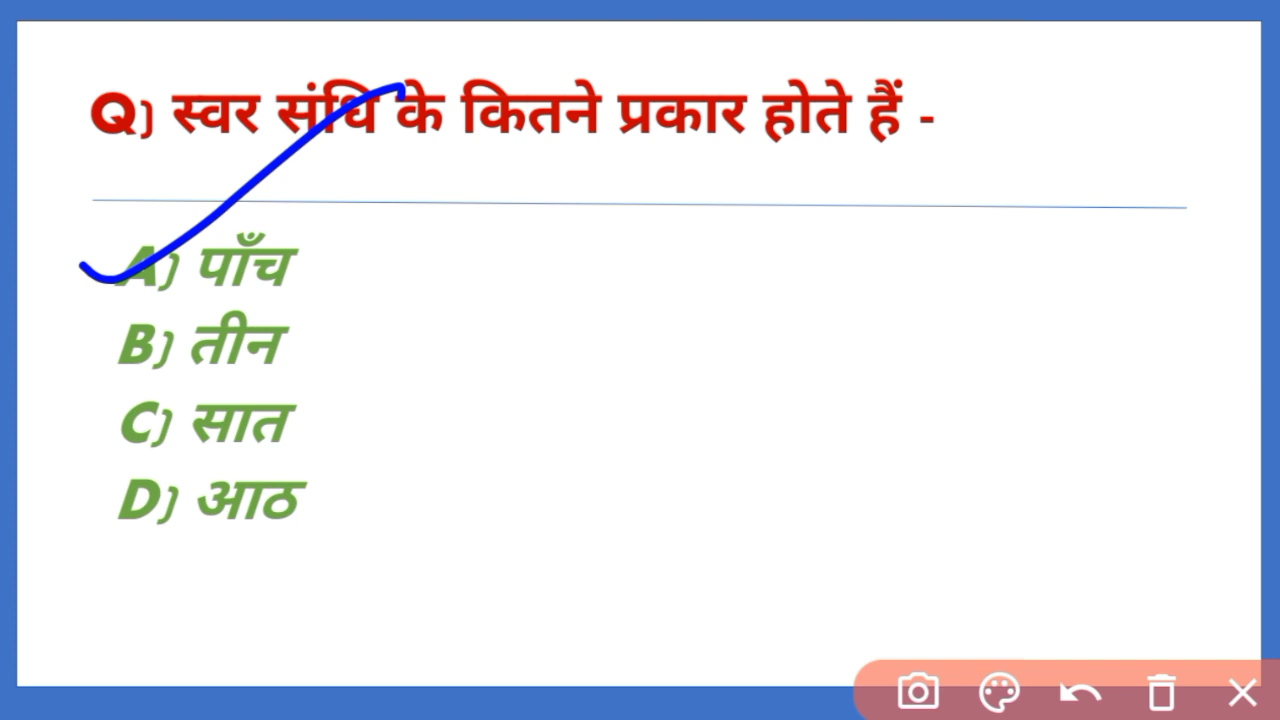 Q) स्वर संधि के कितने प्रकार होते हैं -
A) पाँच
B) तीन
C) सात
D) आठ